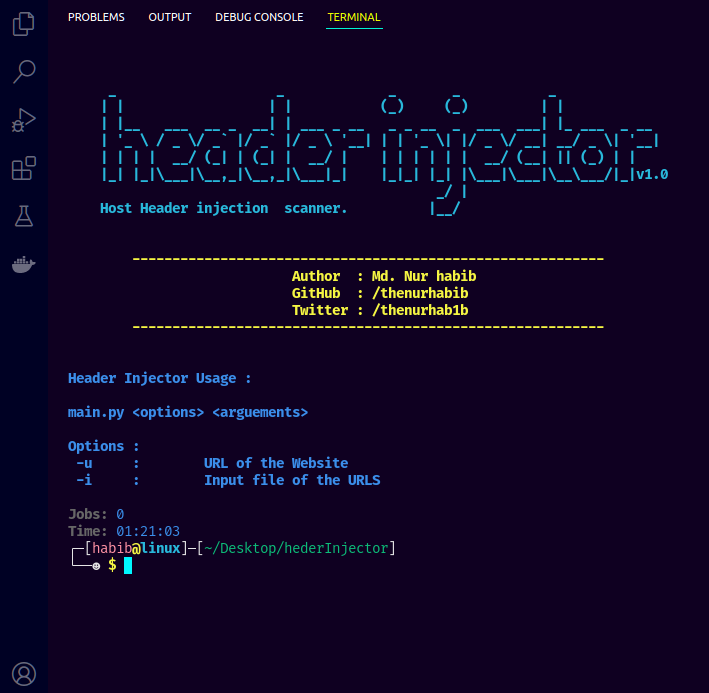 PROBLEMS OUTPUT DEBUG CONSOLE TERMINAL
header injector
v1.0
Host Header injection  scanner.
-----------------------------------------------------------
Author  : Md. Nur habib
GitHub  : /thenurhabib
Twitter : /thenurhab1b
-----------------------------------------------------------
Header Injector Usage :
main.py <options> <arguements>
Options :
-u     :        URL of the Website
-i     :        Input file of the URLS
Jobs: 0
Time: 01:21:03
┌─[habib@linux]─[~/Desktop/hederInjector]
└──☻ $